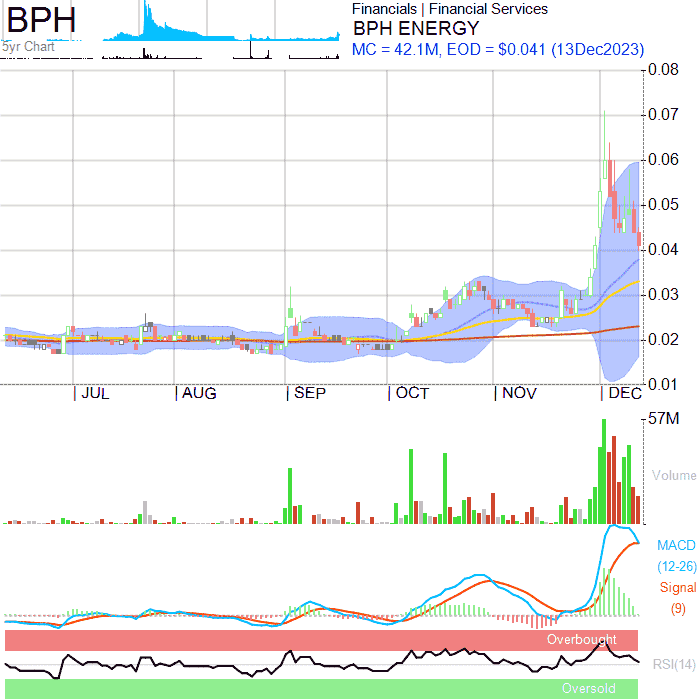 BPH
5yr Chart
Financials | Financial Services
BPH ENERGY
MC = 42.1M, EOD = $0.041 (13Dec2023)
0.08
0.07
0.06
0.05
0.04
0.03
0.02
0.01
JUL AUG SEP OCT NOV DEC
57M
Volume
MACD
(12-26)
Signal
(9)
Overbought
RSI(14)
Oversold